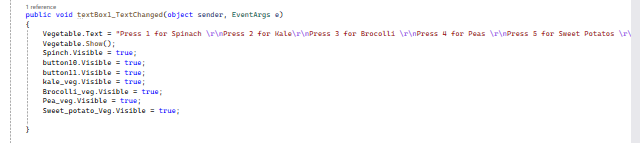 1 reference
public void textBox1_TextChanged(object sender, EventArgs e)
{
Vegetable.Text = "Press 1 for Spinach \r\nPress 2 for Kale\r\nPress 3 for Brocolli \r\nPress 4 for Peas \r\nPress 5 for Sweet Potatos \r\
Vegetable.Show();
Spinch.Visible = true;
button10.Visible = true;
button11.Visible = true;
kale_veg.Visible = true;
Brocolli_veg.Visible = true;
Pea_veg.Visible = true;
Sweet_potato_Veg.Visible = true;
}